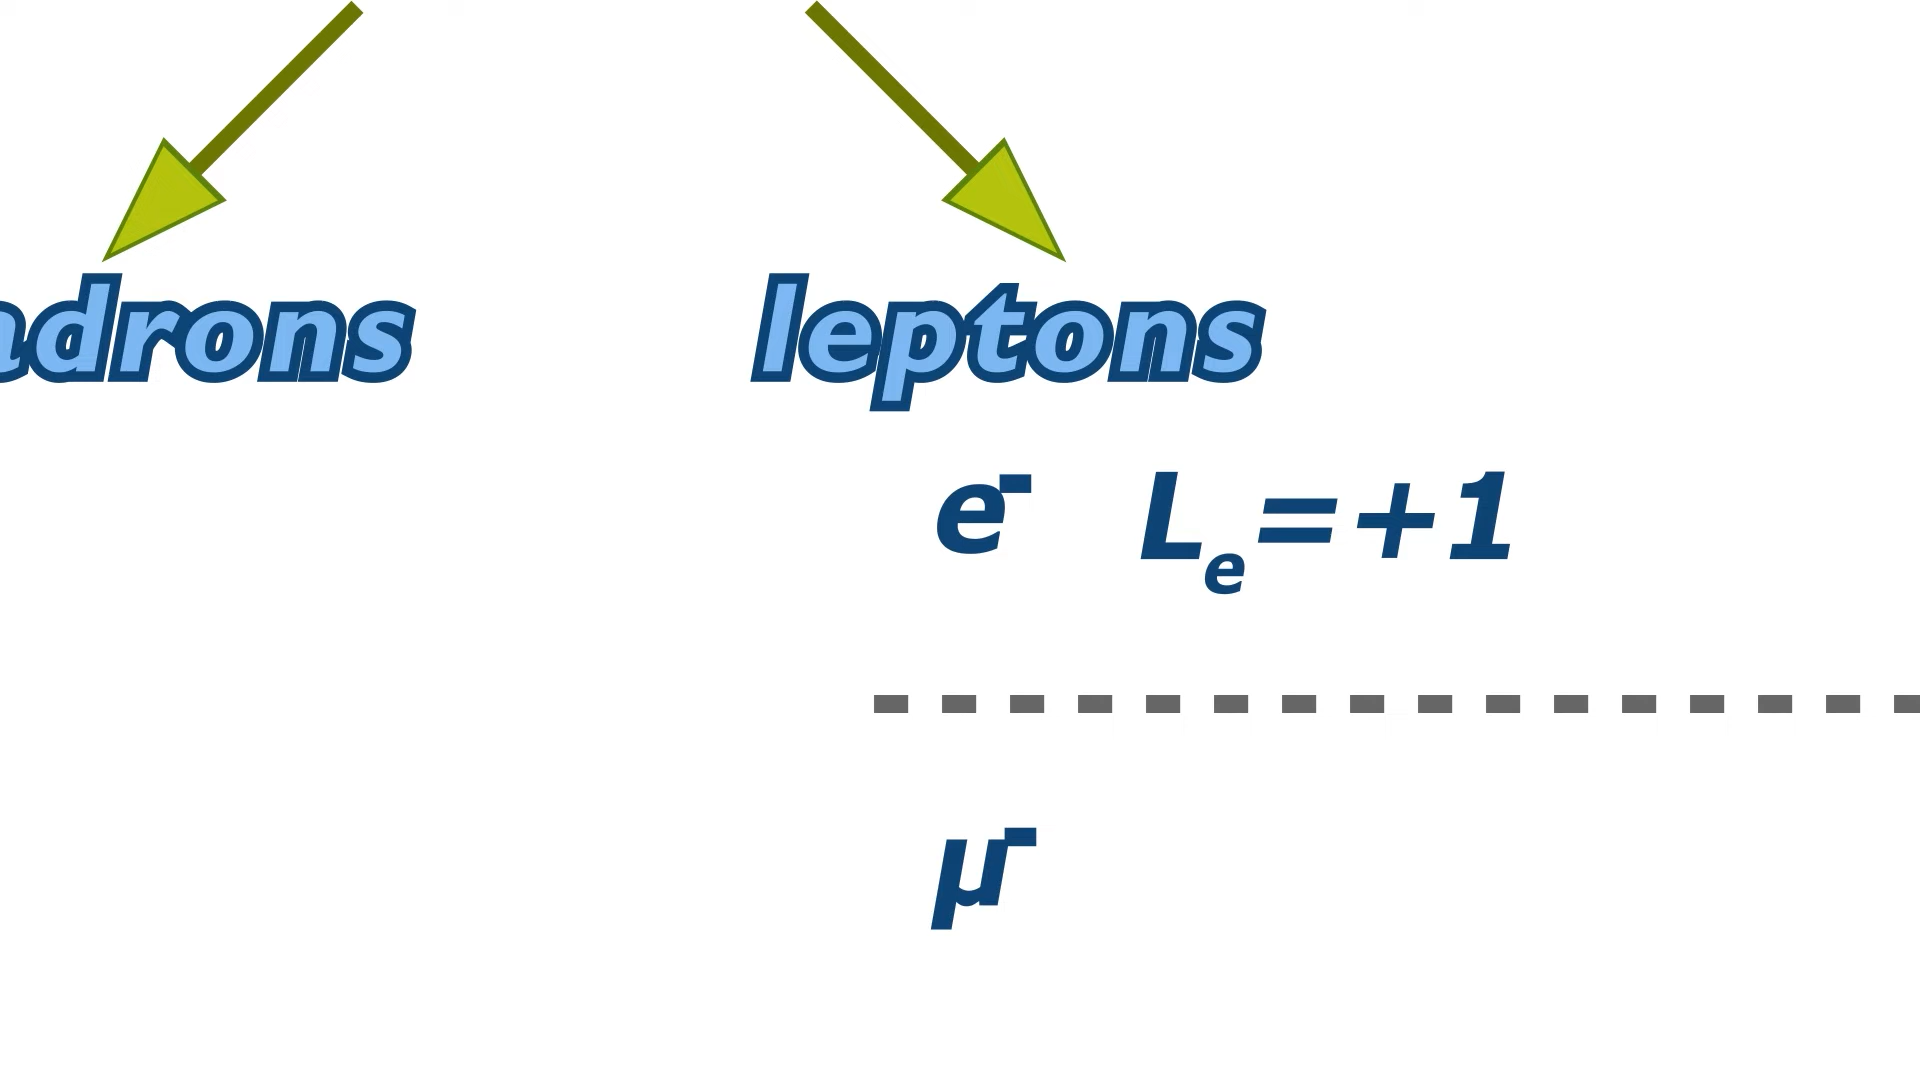 adrons leptons
e⁻ Lₑ=+1
μ⁻